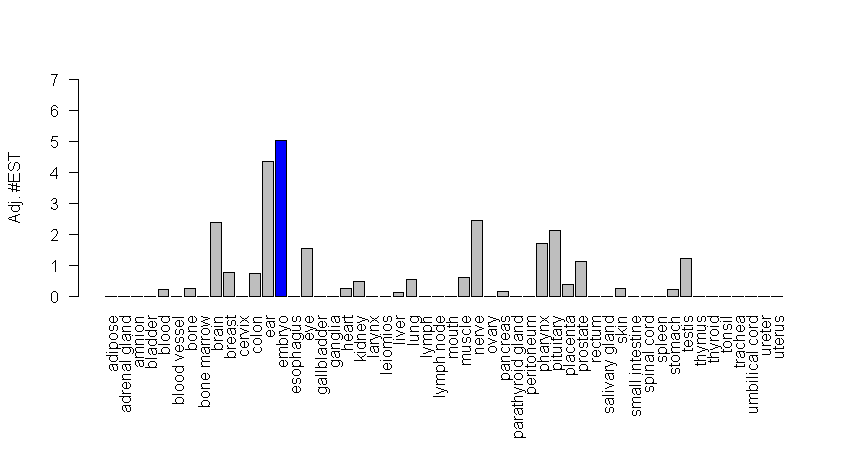 7
6
5
4
3
2
1
0
Adj. #EST
adipose
adrenal gland
amnion
bladder
blood
blood vessel
bone
bone marrow
brain
breast
cervix
colon
ear
embryo
esophagus
eye
gallbladder
ganglia
heart
kidney
larynx
leiomios
liver
lung
lymph
lymph node
mouth
muscle
nerve
ovary
pancreas
parathyroid gland
peritoneum
pharynx
pituitary
placenta
prostate
rectum
salivary gland
skin
small intestine
spinal cord
spleen
stomach
testis
thymus
thyroid
tonsil
trachea
umbilical cord
ureter
uterus